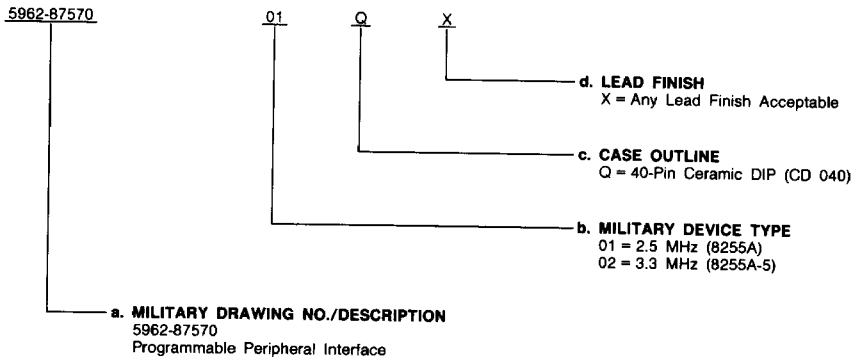 5962-87570 01 Q X
d. LEAD FINISH
X = Any Lead Finish Acceptable
c. CASE OUTLINE
Q = 40-Pin Ceramic DIP (CD 040)
b. MILITARY DEVICE TYPE
01 = 2.5 MHz (8255A)
02 = 3.3 MHz (8255A-5)
a. MILITARY DRAWING NO./DESCRIPTION
5962-87570
Programmable Peripheral Interface